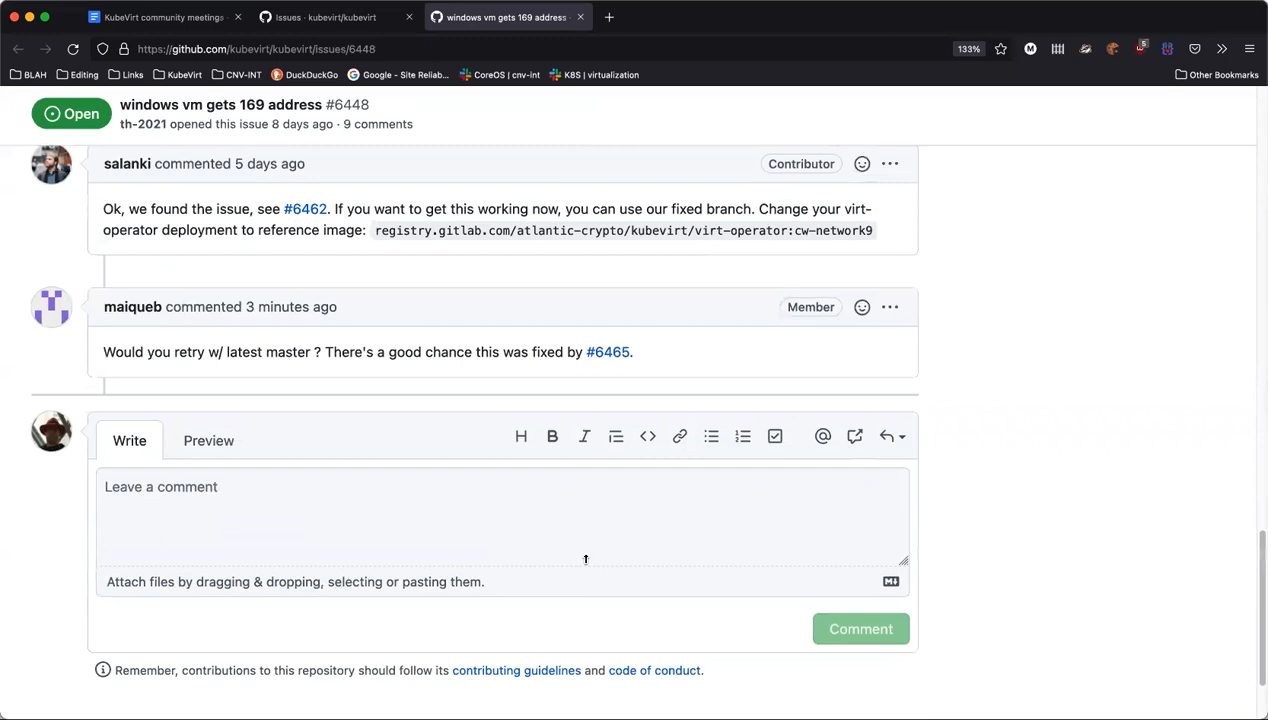 KubeVirt community meetings
Issues · kubevirt/kubevirt
windows vm gets 169 address
https://github.com/kubevirt/kubevirt/issues/6448
133%
5
BLAH
Editing
Links
KubeVirt
CNV-INT
DuckDuckGo
Google - Site Reliab...
CoreOS | cnv-int
K8S | virtualization
Other Bookmarks
Open
windows vm gets 169 address #6448
th-2021 opened this issue 8 days ago · 9 comments
salanki commented 5 days ago
Contributor
Ok, we found the issue, see #6462. If you want to get this working now, you can use our fixed branch. Change your virt-
operator deployment to reference image: registry.gitlab.com/atlantic-crypto/kubevirt/virt-operator:cw-network9
maiqueb commented 3 minutes ago
Member
Would you retry w/ latest master ? There's a good chance this was fixed by #6465.
Write
Preview
Leave a comment
Attach files by dragging & dropping, selecting or pasting them.
Comment
Remember, contributions to this repository should follow its contributing guidelines and code of conduct.